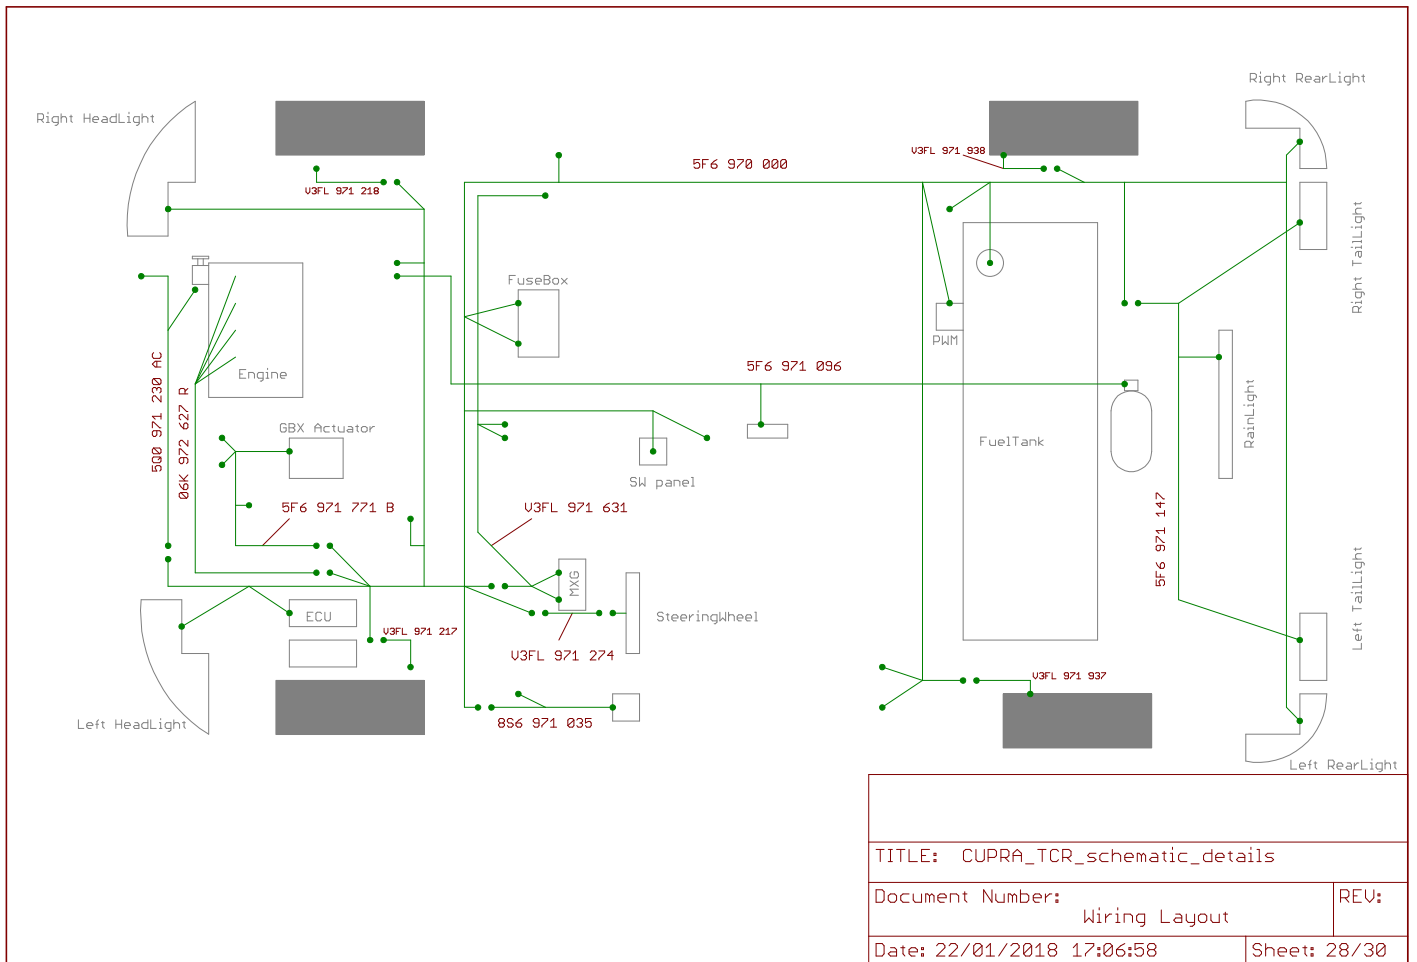 Right RearLight
Right HeadLight
V3FL 971 938
5F6 970 000
V3FL 971 218
Right TailLight
FuseBox
PWM
5F6 971 096
Engine
5Q0 971 230 AC
06K 972 627 R
GBX Actuator
FuelTank
RainLight
SW panel
5F6 971 771 B
V3FL 971 631
5F6 971 147
MXG
Left TailLight
ECU
SteeringWheel
V3FL 971 217
V3FL 971 274
V3FL 971 937
8S6 971 035
Left HeadLight
Left RearLight
TITLE: CUPRA_TCR_schematic_details
Document Number:
REV:
Wiring Layout
Date: 22/01/2018 17:06:58
Sheet: 28/30